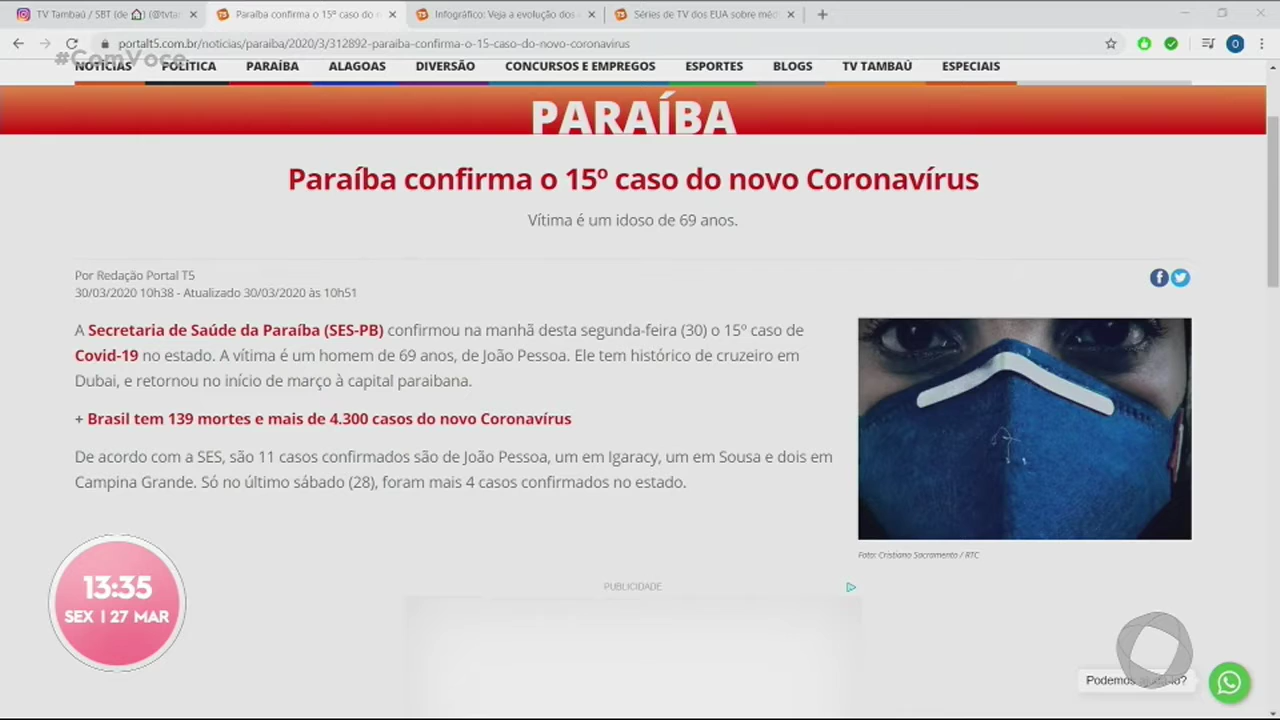 TV Tambaú / SBT (de 🏠) (@tvtam
Paraíba confirma o 15º caso do n
Infográfico: Veja a evolução dos
Séries de TV dos EUA sobre médi
portalt5.com.br/noticias/paraiba/2020/3/312892-paraiba-confirma-o-15-caso-do-novo-coronavirus
O
#ComVoce
NOTÍCIAS POLÍTICA PARAÍBA ALAGOAS DIVERSÃO CONCURSOS E EMPREGOS ESPORTES BLOGS TV TAMBAÚ ESPECIAIS
PARAÍBA
Paraíba confirma o 15º caso do novo Coronavírus
Vítima é um idoso de 69 anos.
Por Redação Portal T5
30/03/2020 10h38 - Atualizado 30/03/2020 às 10h51
A Secretaria de Saúde da Paraíba (SES-PB) confirmou na manhã desta segunda-feira (30) o 15º caso de
Covid-19 no estado. A vítima é um homem de 69 anos, de João Pessoa. Ele tem histórico de cruzeiro em
Dubai, e retornou no início de março à capital paraibana.
+ Brasil tem 139 mortes e mais de 4.300 casos do novo Coronavírus
De acordo com a SES, são 11 casos confirmados são de João Pessoa, um em Igaracy, um em Sousa e dois em
Campina Grande. Só no último sábado (28), foram mais 4 casos confirmados no estado.
Foto: Cristiano Sacramento / RTC
PUBLICIDADE
13:35
SEX | 27 MAR
Podemos